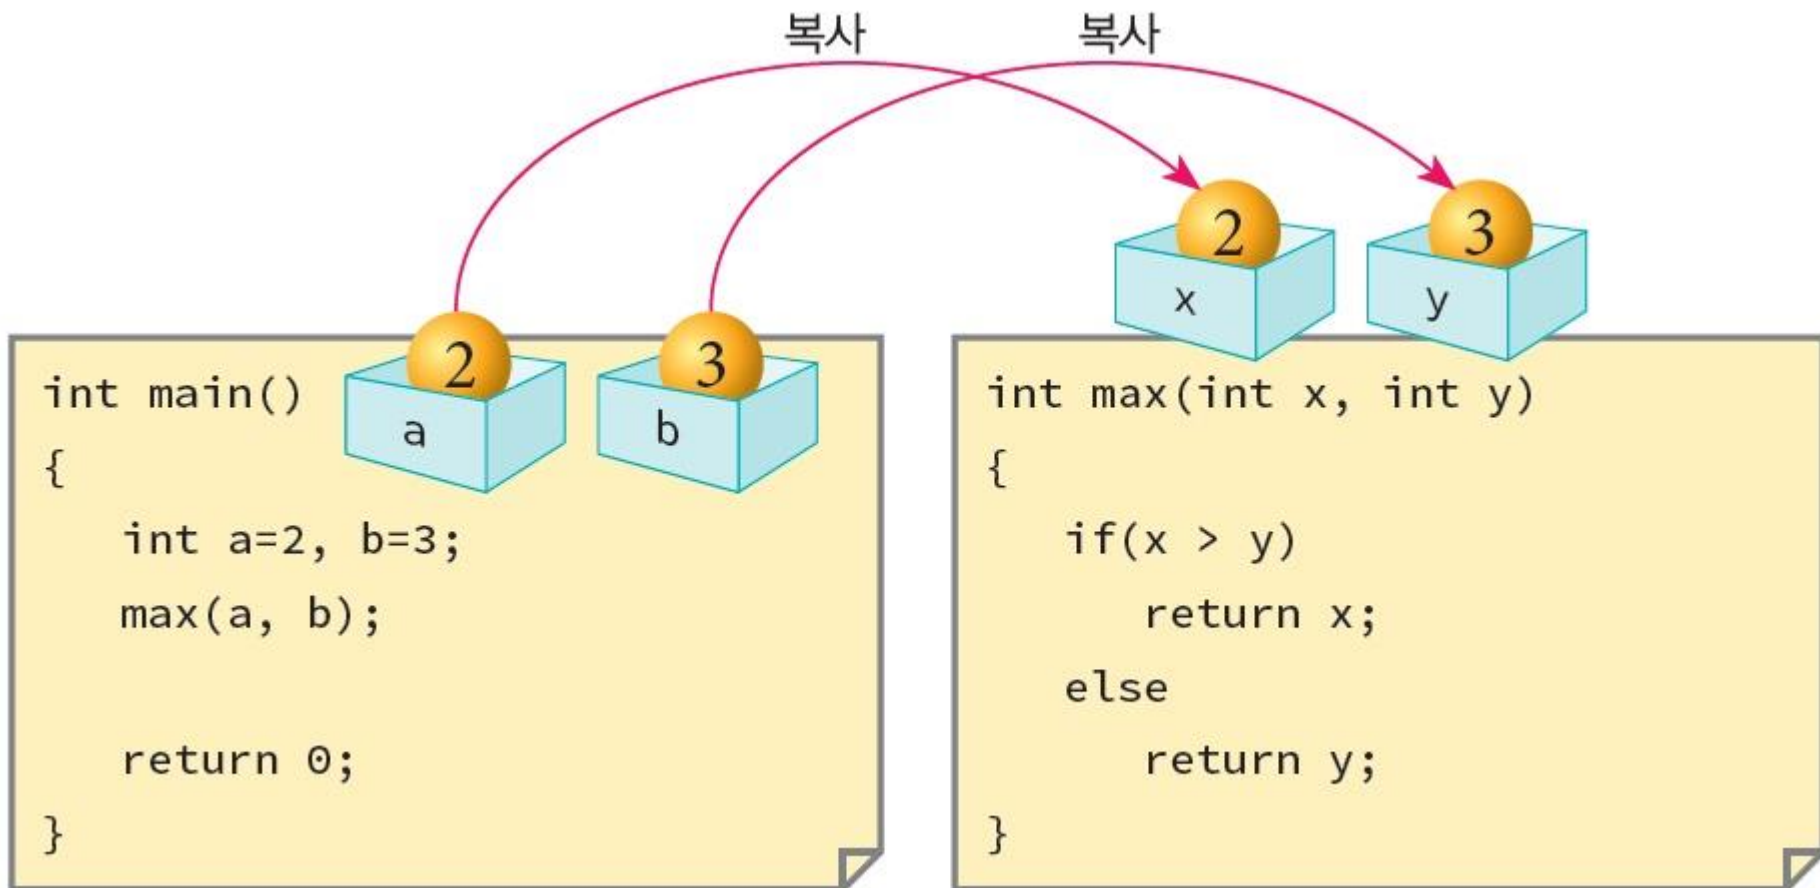 복사 복사
2 3
x y
2 3
a b
int main()
{
int a=2, b=3;
max(a, b);
return 0;
}
int max(int x, int y)
{
if(x > y)
return x;
else
return y;
}